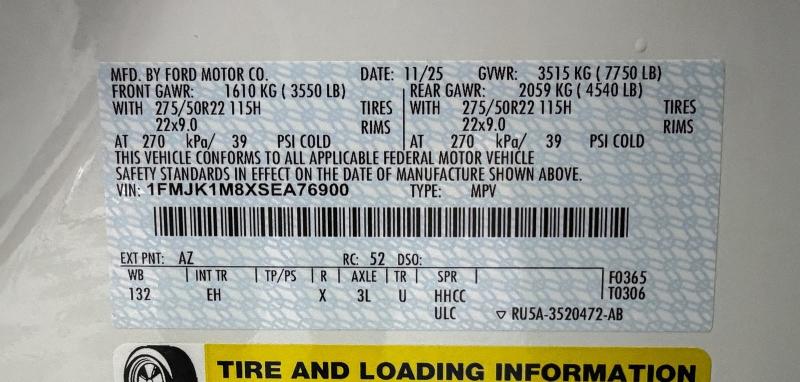 MFD. BY FORD MOTOR CO. DATE: 11/25 GVWR: 3515 KG ( 7750 LB)
FRONT GAWR: 1610 KG ( 3550 LB) REAR GAWR: 2059 KG ( 4540 LB)
WITH 275/50R22 115H TIRES WITH 275/50R22 115H TIRES
22x9.0 RIMS 22x9.0 RIMS
AT 270 kPa/ 39 PSI COLD AT 270 kPa/ 39 PSI COLD
THIS VEHICLE CONFORMS TO ALL APPLICABLE FEDERAL MOTOR VEHICLE
SAFETY STANDARDS IN EFFECT ON THE DATE OF MANUFACTURE SHOWN ABOVE.
VIN: 1FMJK1M8XSEA76900 TYPE: MPV
EXT PNT: AZ RC: 52 DSO:
WB INT TR TP/PS R AXLE TR SPR F0365
132 EH X 3L U HHCC T0306
ULC RU5A-3520472-AB
TIRE AND LOADING INFORMATION